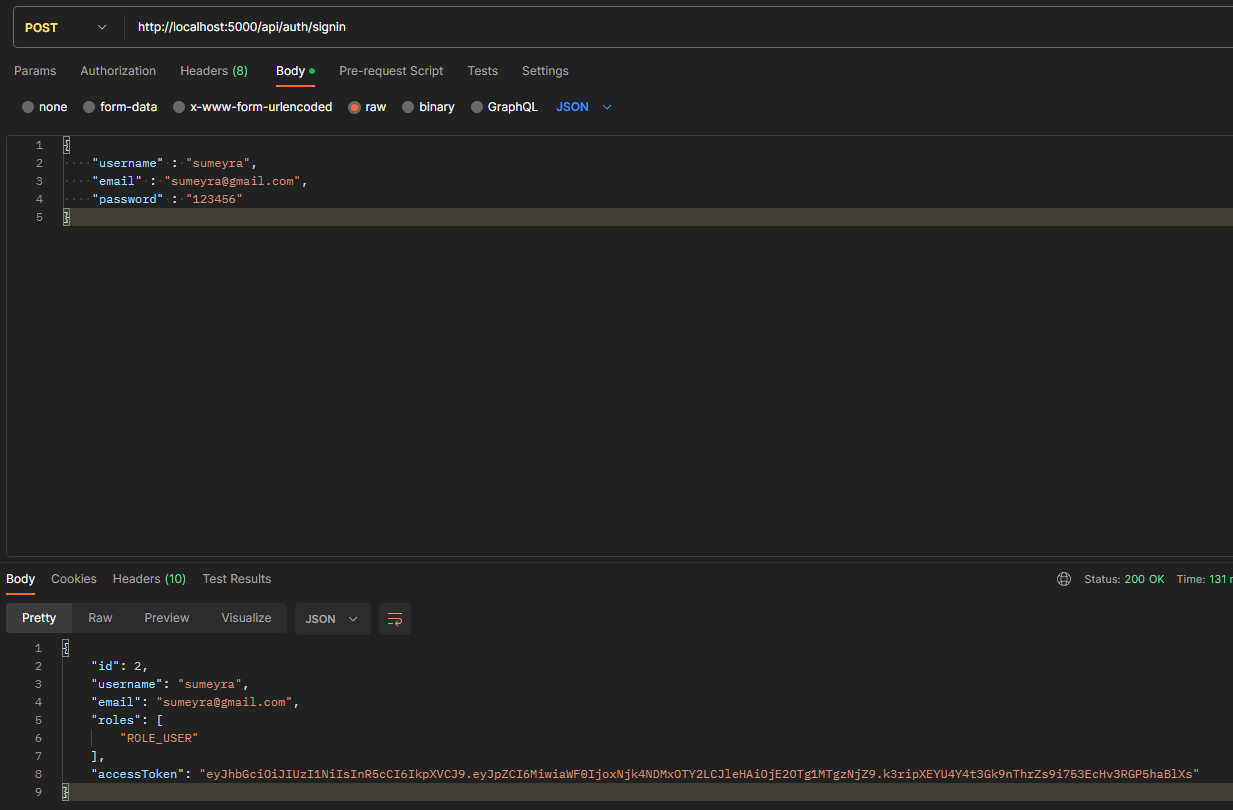 POST http://localhost:5000/api/auth/signin
Params Authorization Headers (8) Body Pre-request Script Tests Settings
none form-data x-www-form-urlencoded raw binary GraphQL JSON
1 {
2 "username" : "sumeyra",
3 "email" : "sumeyra@gmail.com",
4 "password" : "123456"
5 }
Body Cookies Headers (10) Test Results Status: 200 OK Time: 131
Pretty Raw Preview Visualize JSON
1 {
2 "id": 2,
3 "username": "sumeyra",
4 "email": "sumeyra@gmail.com",
5 "roles": [
6 "ROLE_USER"
7 ],
8 "accessToken": "eyJhbGciOiJIUzI1NiIsInR5cCI6IkpXVCJ9.eyJpZCI6MiwiaWF0IjoxNjk4NDMxOTY2LCJleHAiOjE2OTg1MTgzNjZ9.k3ripXEYU4Y4t3Gk9nThrZs9i753EcHv3RGP5haBlXs"
9 }